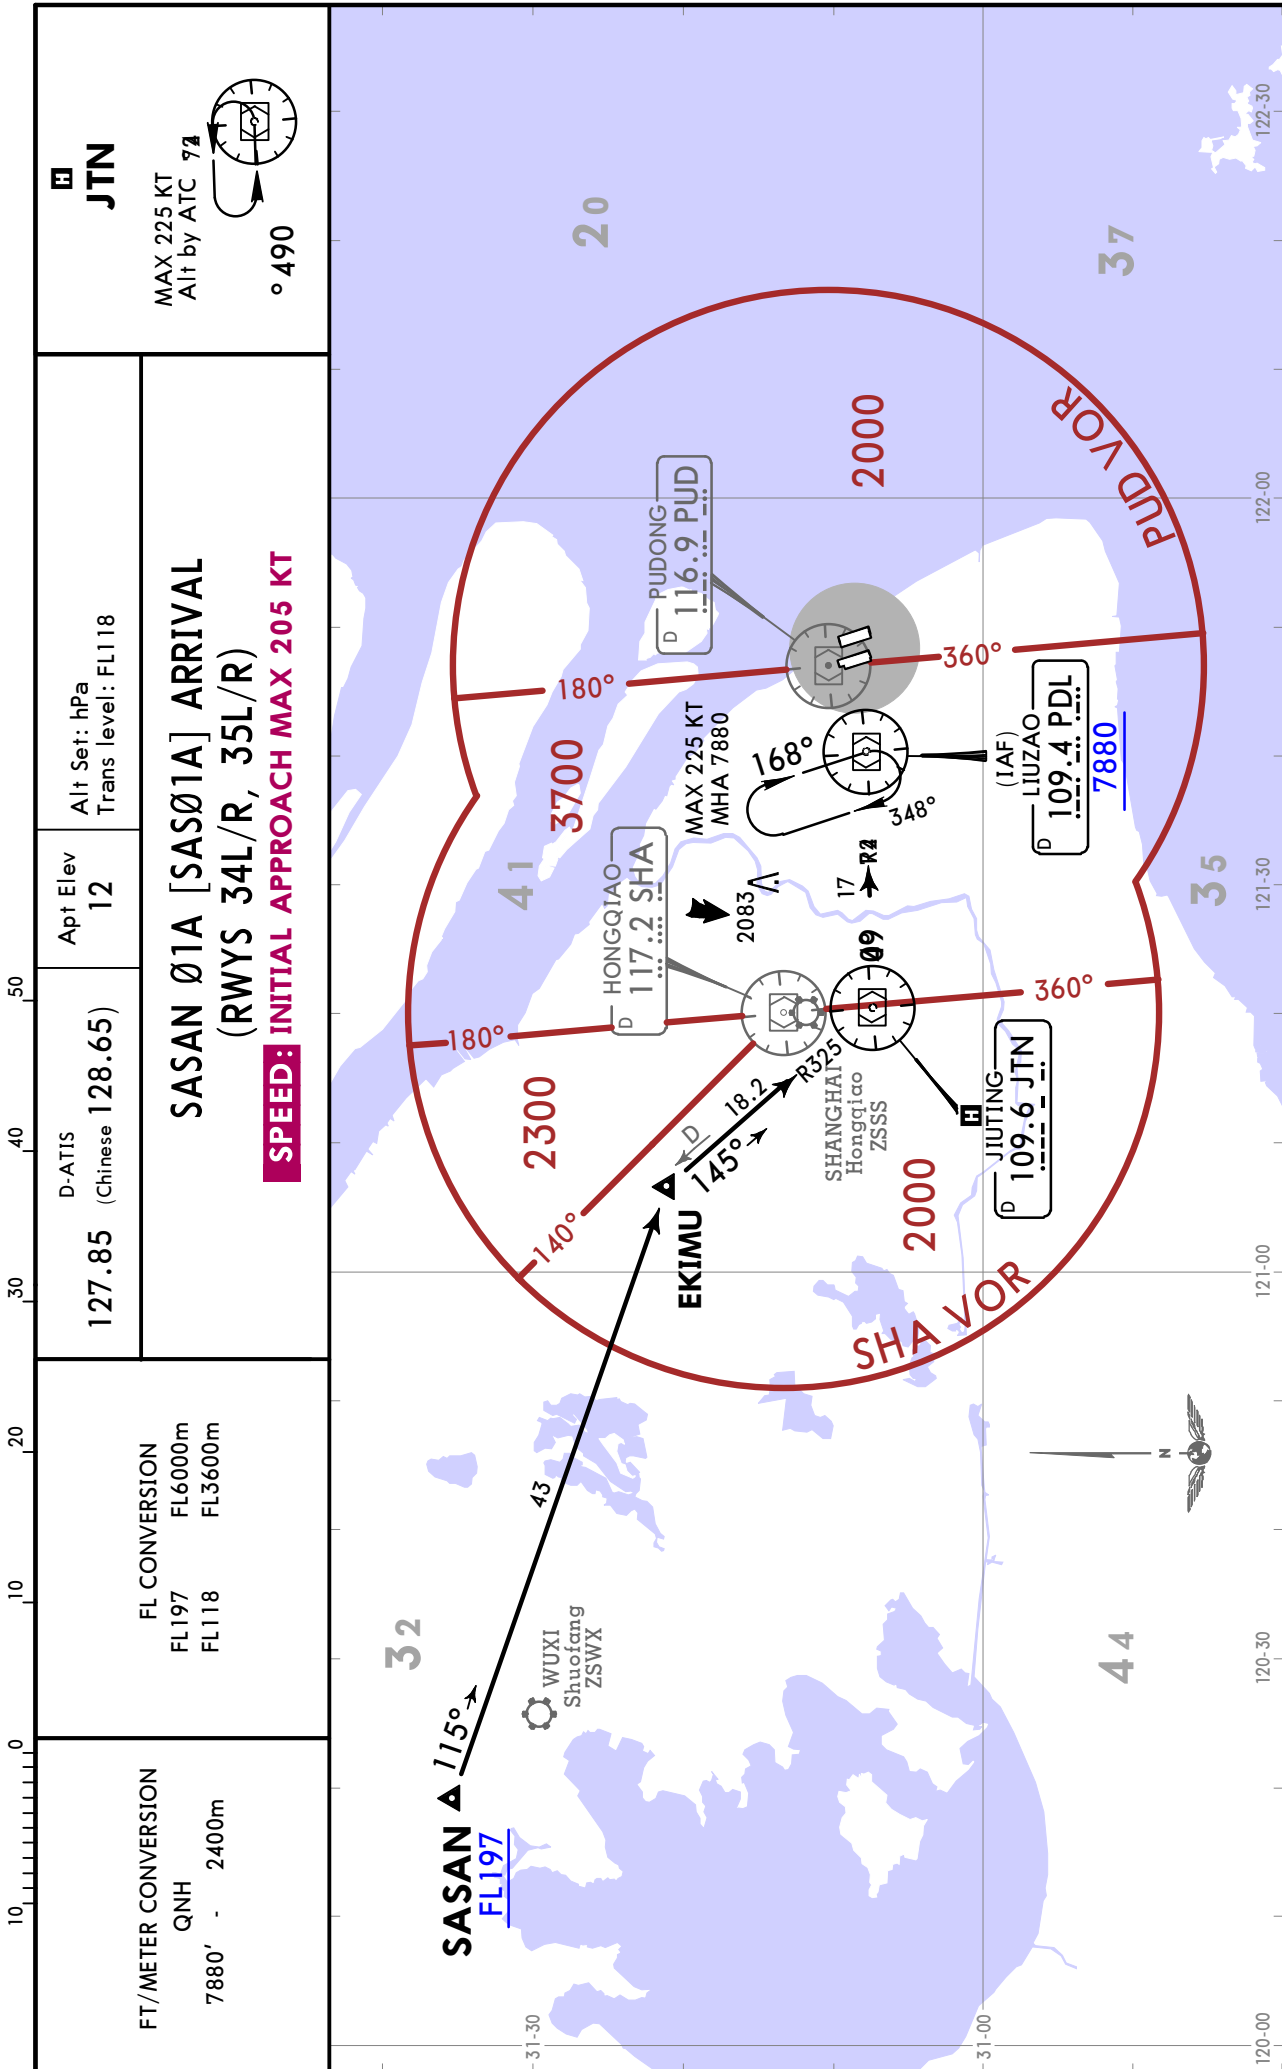 10
0
10
20
30
40
50
FT/METER CONVERSION
QNH
7880' - 2400m
FL CONVERSION
FL197 FL6000m
FL118 FL3600m
D-ATIS
127.85 (Chinese 128.65)
Apt Elev
12
Alt Set: hPa
Trans level: FL118
SASAN Ø1A [SASØ1A] ARRIVAL
(RWYS 34L/R, 35L/R)
SPEED: INITIAL APPROACH MAX 205 KT
H
JTN
MAX 225 KT
Alt by ATC
°490
SASAN
FL197
115°
43
WUXI
Shuofang
ZSWX
32
EKIMU
145°
D
18.2
R325
SHANGHAI
Hongqiao
ZSSS
140°
180°
2300
2000
SHA VOR
360°
D
HONGQIAO
117.2 SHA
H
D
JIUTING
109.6 JTN
2083
17
41
3700
180°
MAX 225 KT
MHA 7880
168°
348°
D
PUDONG
116.9 PUD
360°
(IAF)
D
LIUZAO
109.4 PDL
7880
2000
PUD VOR
20
37
35
44
N
31-30
31-00
120-00
120-30
121-00
121-30
122-00
122-30